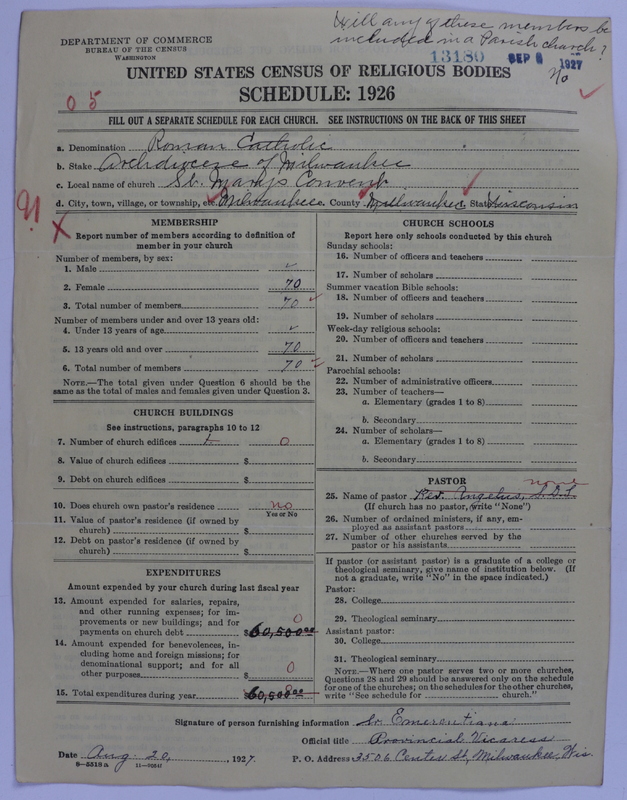 Will any of these members be
included in a Parish church?
DEPARTMENT OF COMMERCE
BUREAU OF THE CENSUS
WASHINGTON
13180 SEP 1927
No
UNITED STATES CENSUS OF RELIGIOUS BODIES
SCHEDULE: 1926
05
FILL OUT A SEPARATE SCHEDULE FOR EACH CHURCH. SEE INSTRUCTIONS ON THE BACK OF THIS SHEET
a. Denomination Roman Catholic
b. Stake Archdiocese of Milwaukee
c. Local name of church St. Mary's Convent
d. City, town, village, or township, etc. Milwaukee County Milwaukee State Wisconsin
MEMBERSHIP
Report number of members according to definition of
member in your church
Number of members, by sex:
1. Male
2. Female 70
3. Total number of members 70
Number of members under and over 13 years old:
4. Under 13 years of age
5. 13 years old and over 70
6. Total number of members 70
NOTE.—The total given under Question 6 should be the
same as the total of males and females given under Question 3.
CHURCH BUILDINGS
See instructions, paragraphs 10 to 12
7. Number of church edifices 0
8. Value of church edifices $
9. Debt on church edifices $
10. Does church own pastor's residence no
Yes or No
11. Value of pastor's residence (if owned by
church) $
12. Debt on pastor's residence (if owned by
church) $
EXPENDITURES
Amount expended by your church during last fiscal year
13. Amount expended for salaries, repairs,
and other running expenses; for im-
provements or new buildings; and for
payments on church debt $60,500.00 0
14. Amount expended for benevolences, in-
cluding home and foreign missions; for
denominational support; and for all
other purposes $ 0
15. Total expenditures during year $60,500.00
CHURCH SCHOOLS
Report here only schools conducted by this church
Sunday schools:
16. Number of officers and teachers
17. Number of scholars
Summer vacation Bible schools:
18. Number of officers and teachers
19. Number of scholars
Week-day religious schools:
20. Number of officers and teachers
21. Number of scholars
Parochial schools:
22. Number of administrative officers
23. Number of teachers—
a. Elementary (grades 1 to 8)
b. Secondary
24. Number of scholars—
a. Elementary (grades 1 to 8)
b. Secondary
PASTOR
none
25. Name of pastor Rev. Angelus, S.D.S.
(If church has no pastor, write "None")
26. Number of ordained ministers, if any, em-
ployed as assistant pastors
27. Number of other churches served by the
pastor or his assistants
If pastor (or assistant pastor) is a graduate of a college or
theological seminary, give name of institution below. (If
not a graduate, write "No" in the space indicated.)
Pastor:
28. College
29. Theological seminary
Assistant pastor:
30. College
31. Theological seminary
NOTE.—Where one pastor serves two or more churches,
Questions 28 and 29 should be answered only on the schedule
for one of the churches; on the schedules for the other churches,
write "See schedule for church."
Signature of person furnishing information Sr. Emerentiana
Official title Provincial Vicaress
Date Aug. 20, 1927. P. O. Address 3506 Center St, Milwaukee, Wis.
8—5518a